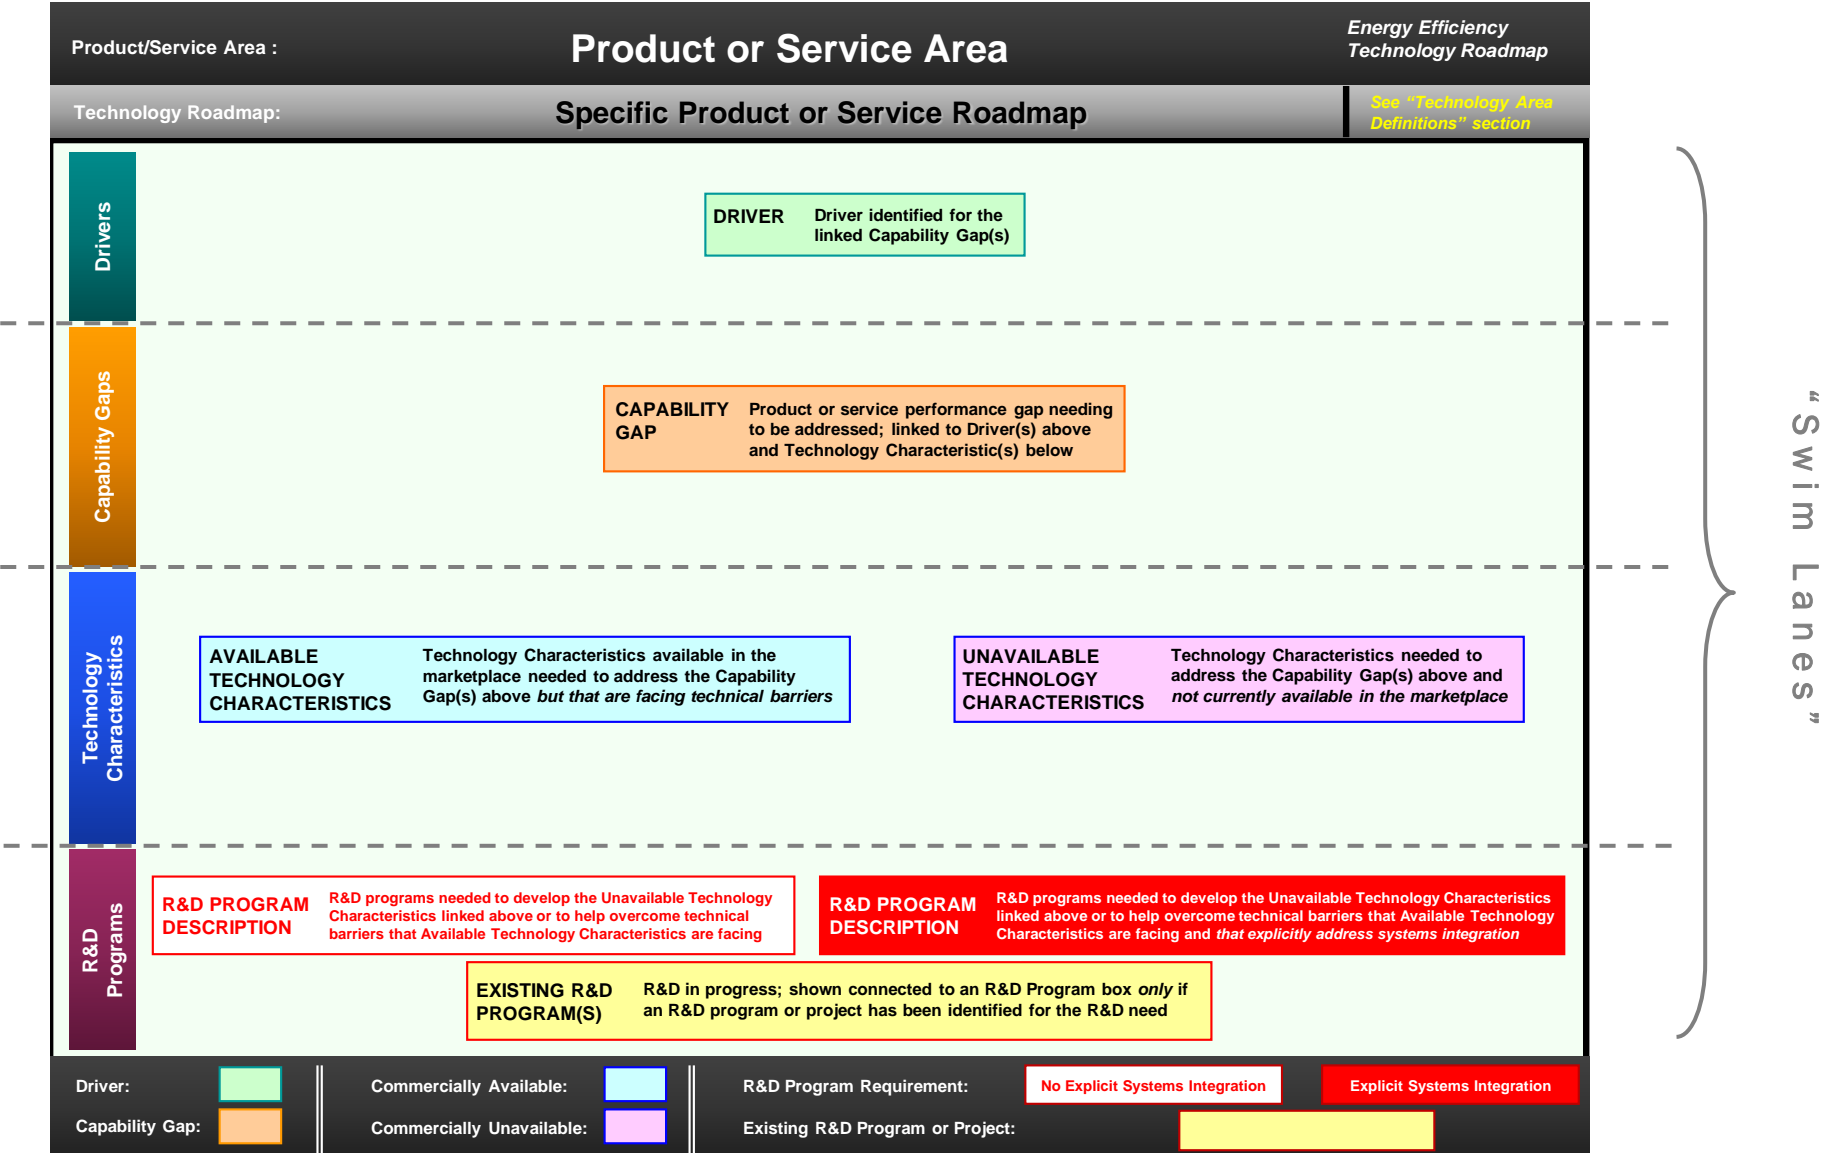 Product/Service Area :
Product or Service Area
Energy Efficiency
Technology Roadmap
Technology Roadmap:
Specific Product or Service Roadmap
See “Technology Area
Definitions” section
Drivers
DRIVER
Driver identified for the
linked Capability Gap(s)
Capability Gaps
CAPABILITY
GAP
Product or service performance gap needing
to be addressed; linked to Driver(s) above
and Technology Characteristic(s) below
Technology
Characteristics
AVAILABLE
TECHNOLOGY
CHARACTERISTICS
Technology Characteristics available in the
marketplace needed to address the Capability
Gap(s) above but that are facing technical barriers
UNAVAILABLE
TECHNOLOGY
CHARACTERISTICS
Technology Characteristics needed to
address the Capability Gap(s) above and
not currently available in the marketplace
R&D
Programs
R&D PROGRAM
DESCRIPTION
R&D programs needed to develop the Unavailable Technology
Characteristics linked above or to help overcome technical
barriers that Available Technology Characteristics are facing
R&D PROGRAM
DESCRIPTION
R&D programs needed to develop the Unavailable Technology Characteristics
linked above or to help overcome technical barriers that Available Technology
Characteristics are facing and that explicitly address systems integration
EXISTING R&D
PROGRAM(S)
R&D in progress; shown connected to an R&D Program box only if
an R&D program or project has been identified for the R&D need
“Swim Lanes”
Driver:
Capability Gap:
Commercially Available:
Commercially Unavailable:
R&D Program Requirement:
No Explicit Systems Integration
Explicit Systems Integration
Existing R&D Program or Project: